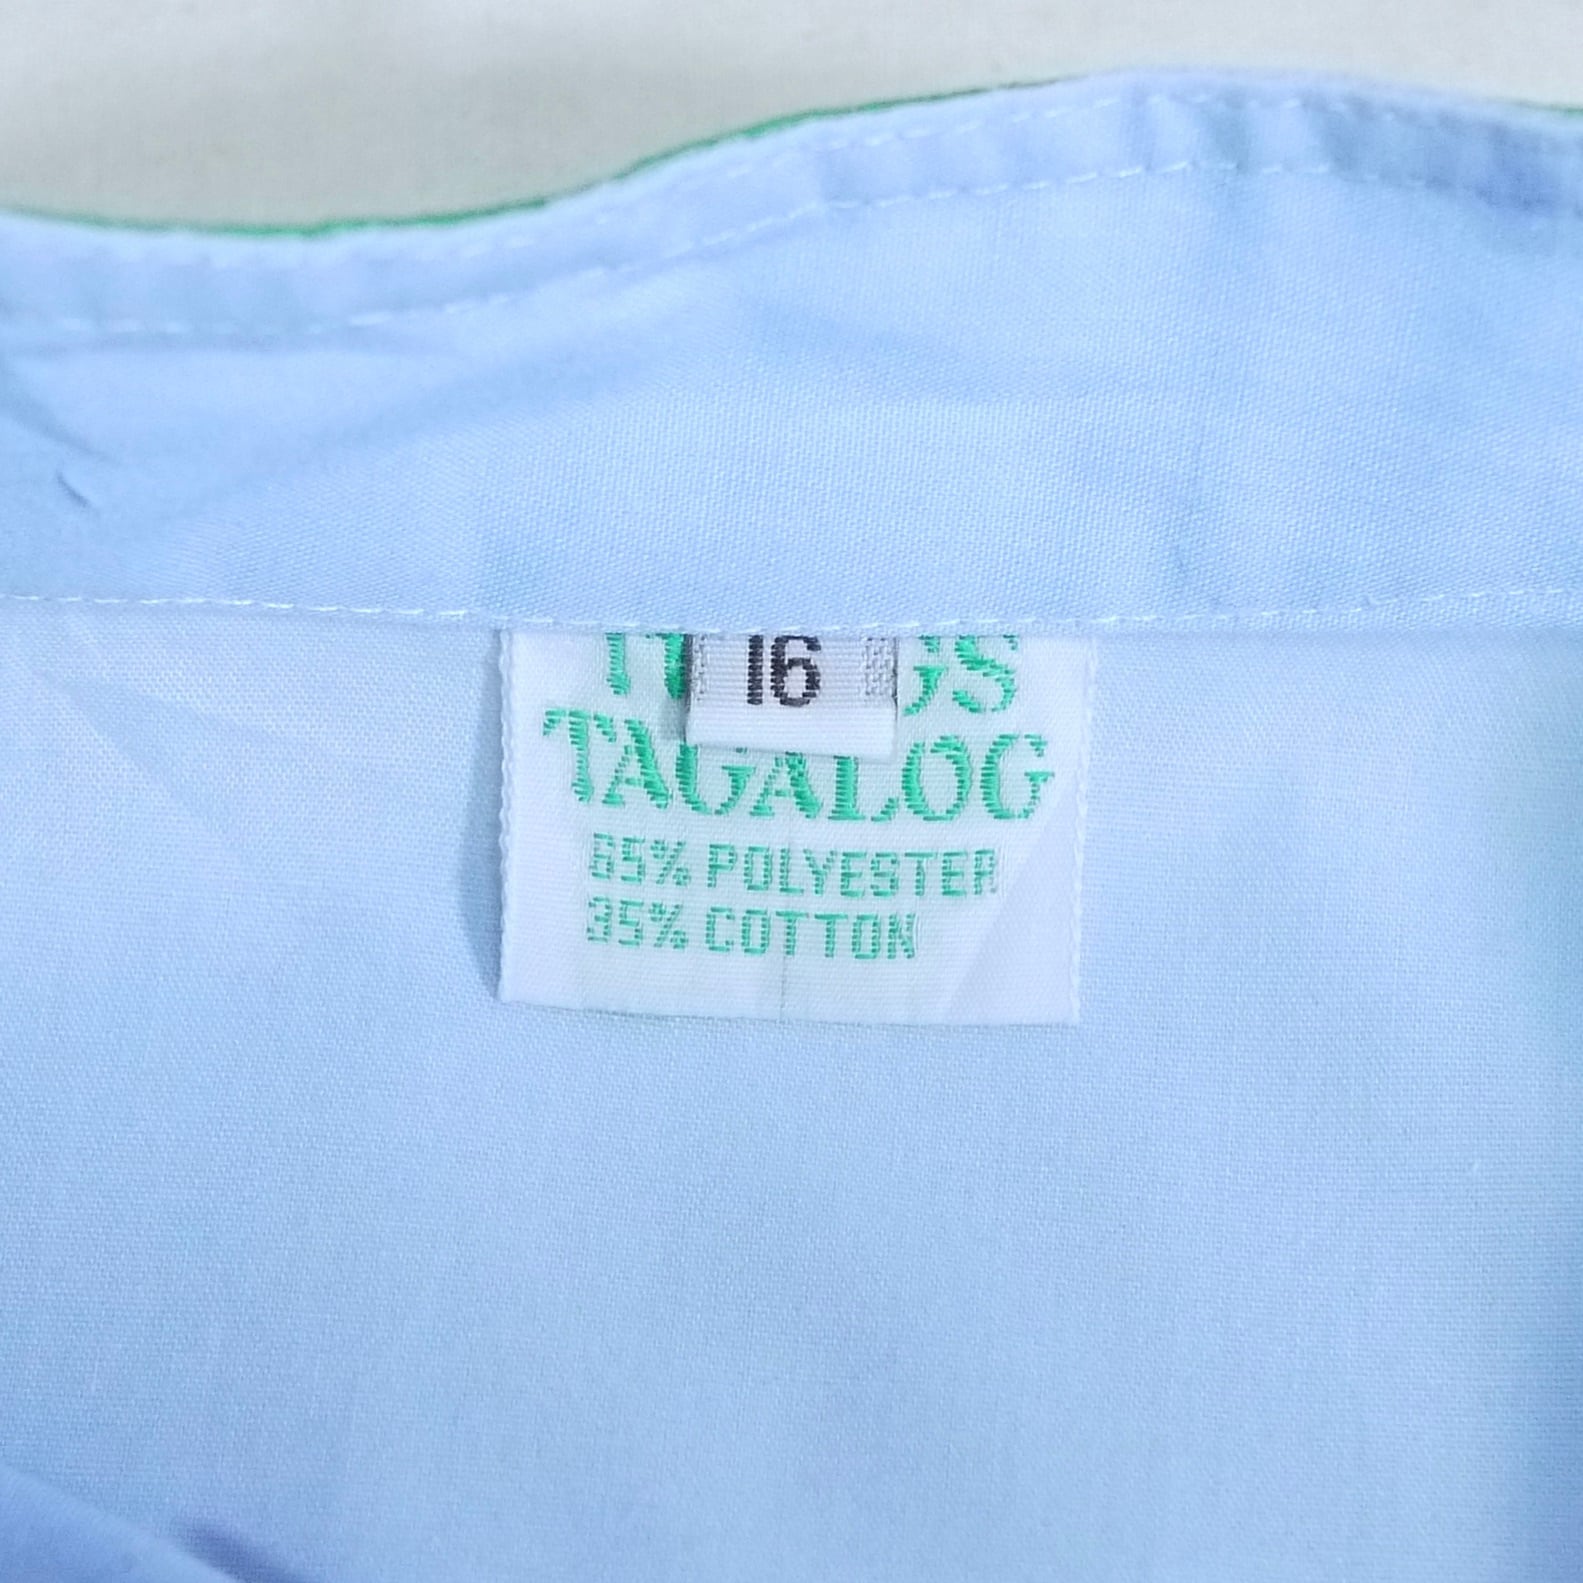 16
TAGALOG
65% POLYESTER
35% COTTON